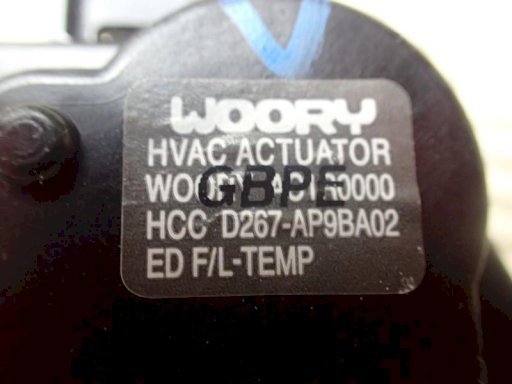 WOORY
HVAC ACTUATOR
GBPE
HCC D267-AP9BA02
ED F/L-TEMP